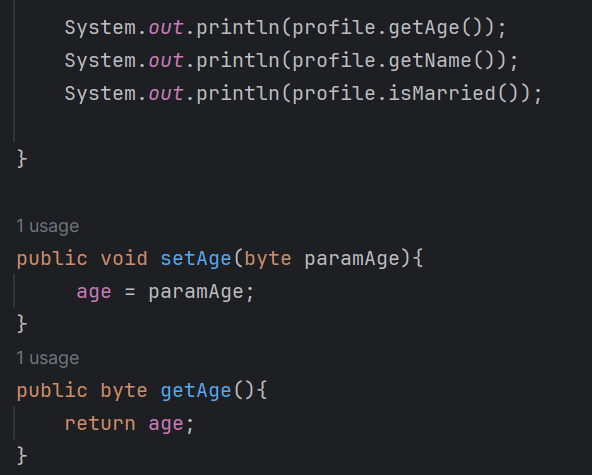 System.out.println(profile.getAge());
System.out.println(profile.getName());
System.out.println(profile.isMarried());
}
1 usage
public void setAge(byte paramAge){
age = paramAge;
}
1 usage
public byte getAge(){
return age;
}